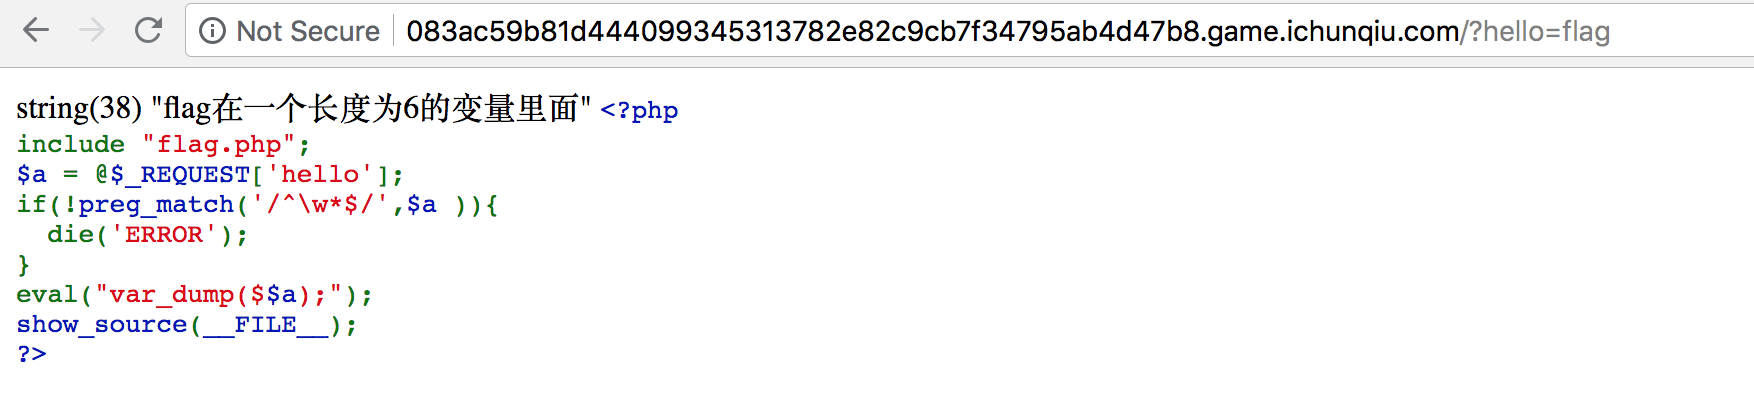 Not Secure 083ac59b81d444099345313782e82c9cb7f34795ab4d47b8.game.ichunqiu.com/?hello=flag
string(38) "flag在一个长度为6的变量里面" <?php
include "flag.php";
$a = @$_REQUEST['hello'];
if(!preg_match('/^\w*$/',$a )){
  die('ERROR');
}
eval("var_dump($$a);");
show_source(__FILE__);
?>